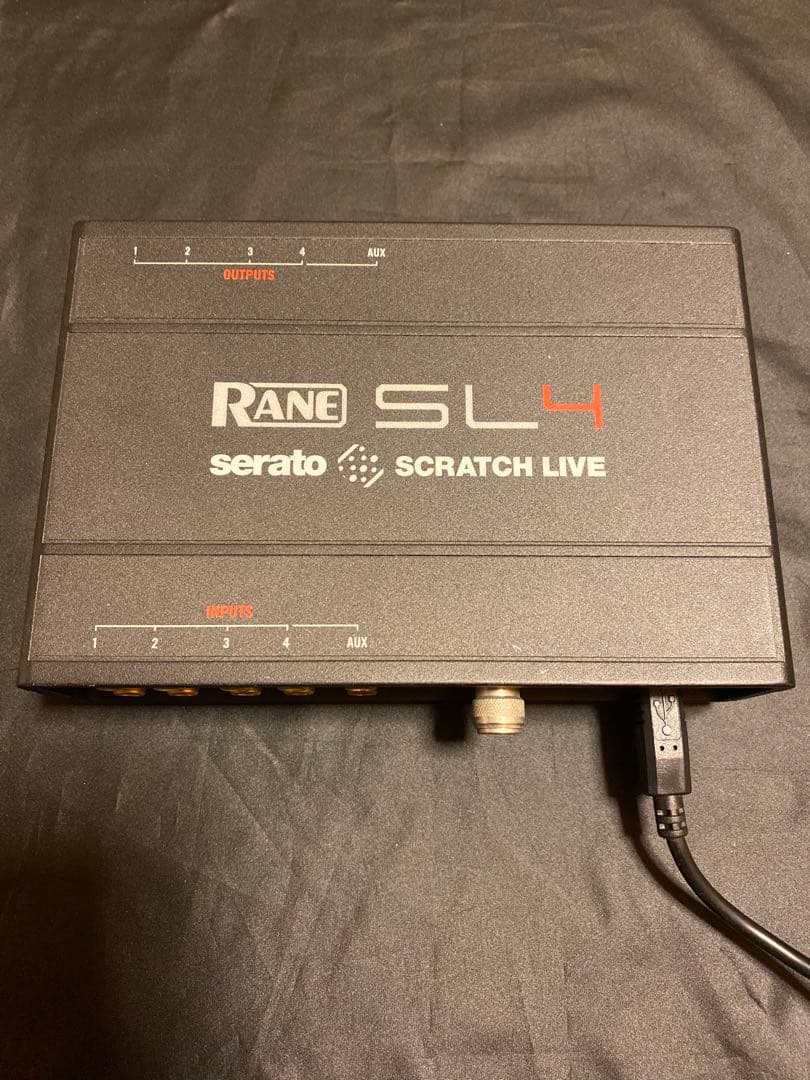 1 2 3 4 AUX
OUTPUTS
RANE SL4
serato SCRATCH LIVE
INPUTS
1 2 3 4 AUX